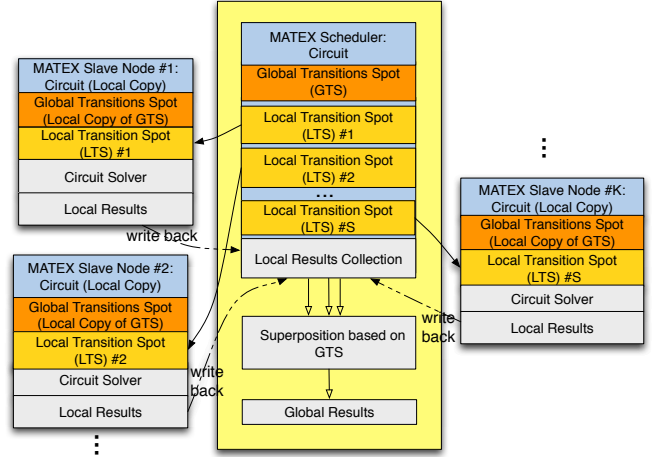 MATEX Slave Node #1:
Circuit (Local Copy)
Global Transitions Spot
(Local Copy of GTS)
Local Transition Spot
(LTS) #1
Circuit Solver
Local Results
write back
MATEX Slave Node #2:
Circuit (Local Copy)
Global Transitions Spot
(Local Copy of GTS)
Local Transition Spot
(LTS) #2
Circuit Solver
Local Results
write
back
MATEX Scheduler:
Circuit
Global Transitions Spot
(GTS)
Local Transition Spot
(LTS) #1
Local Transition Spot
(LTS) #2
...
Local Transition Spot
(LTS) #S
Local Results Collection
Superposition based on
GTS
Global Results
MATEX Slave Node #K:
Circuit (Local Copy)
Global Transitions Spot
(Local Copy of GTS)
Local Transition Spot
(LTS) #S
Circuit Solver
Local Results
write
back